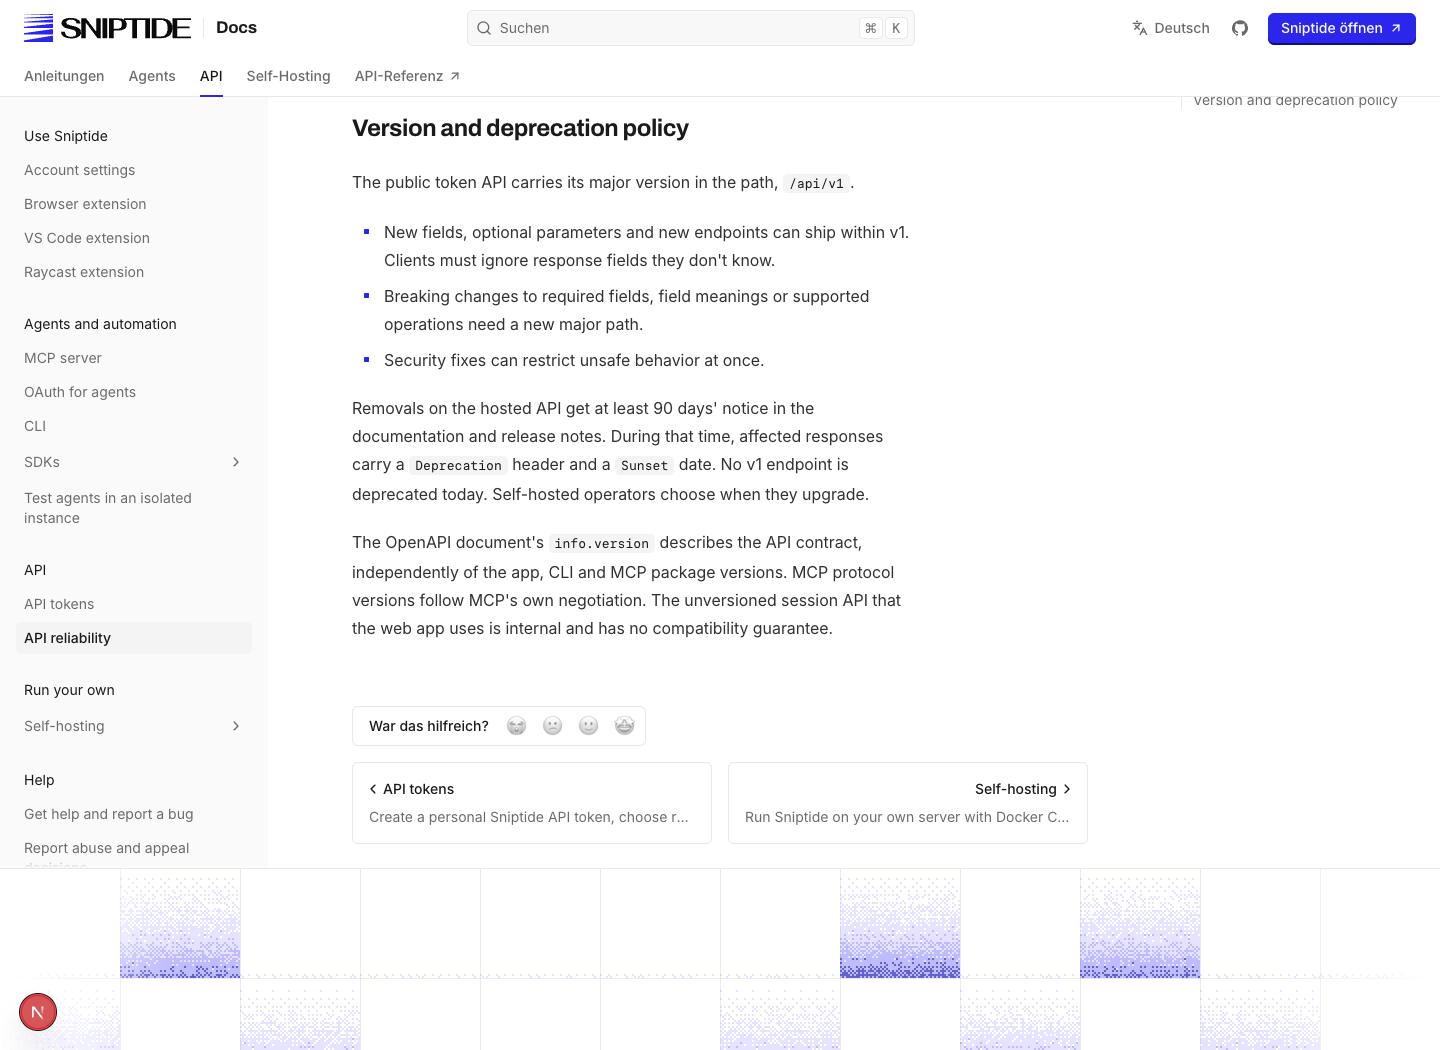 SNIPTIDE
Docs
Suchen
⌘ K
Deutsch
Sniptide öffnen
Anleitungen
Agents
API
Self-Hosting
API-Referenz
Use Sniptide
Account settings
Browser extension
VS Code extension
Raycast extension
Agents and automation
MCP server
OAuth for agents
CLI
SDKs
Test agents in an isolated
instance
API
API tokens
API reliability
Run your own
Self-hosting
Help
Get help and report a bug
Report abuse and appeal
decisions
Version and deprecation policy
The public token API carries its major version in the path, /api/v1.
New fields, optional parameters and new endpoints can ship within v1.
Clients must ignore response fields they don't know.
Breaking changes to required fields, field meanings or supported
operations need a new major path.
Security fixes can restrict unsafe behavior at once.
Removals on the hosted API get at least 90 days' notice in the
documentation and release notes. During that time, affected responses
carry a Deprecation header and a Sunset date. No v1 endpoint is
deprecated today. Self-hosted operators choose when they upgrade.
The OpenAPI document's info.version describes the API contract,
independently of the app, CLI and MCP package versions. MCP protocol
versions follow MCP's own negotiation. The unversioned session API that
the web app uses is internal and has no compatibility guarantee.
War das hilfreich?
API tokens
Create a personal Sniptide API token, choose r...
Self-hosting
Run Sniptide on your own server with Docker C...
Version and deprecation policy
N